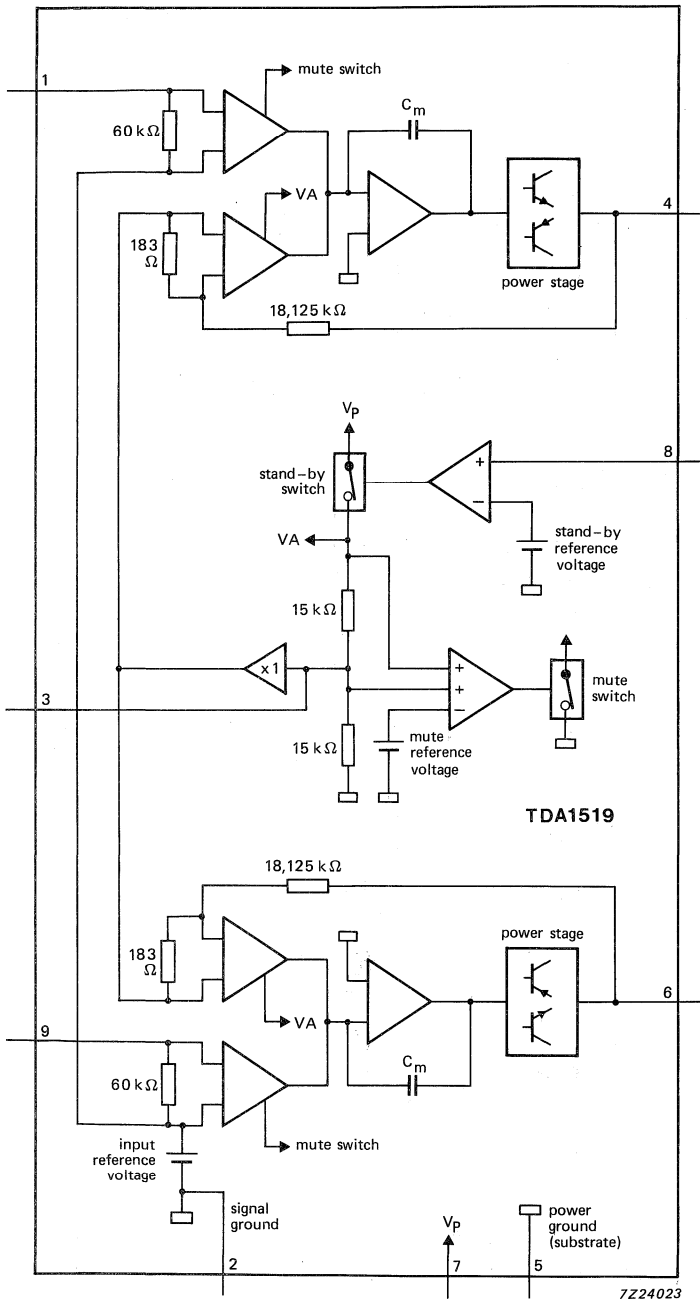 1
mute switch
Cm
60 kΩ
VA
4
183
Ω
power stage
18,125 kΩ
VP
8
stand-by
switch
+
−
VA
stand-by
reference
voltage
15 kΩ
x1
+
+
−
mute
switch
3
mute
reference
voltage
15 kΩ
TDA1519
18,125 kΩ
power stage
183
Ω
6
VA
9
Cm
60 kΩ
input
reference
voltage
mute switch
signal
ground
VP
power
ground
(substrate)
2
7
5
7Z24023